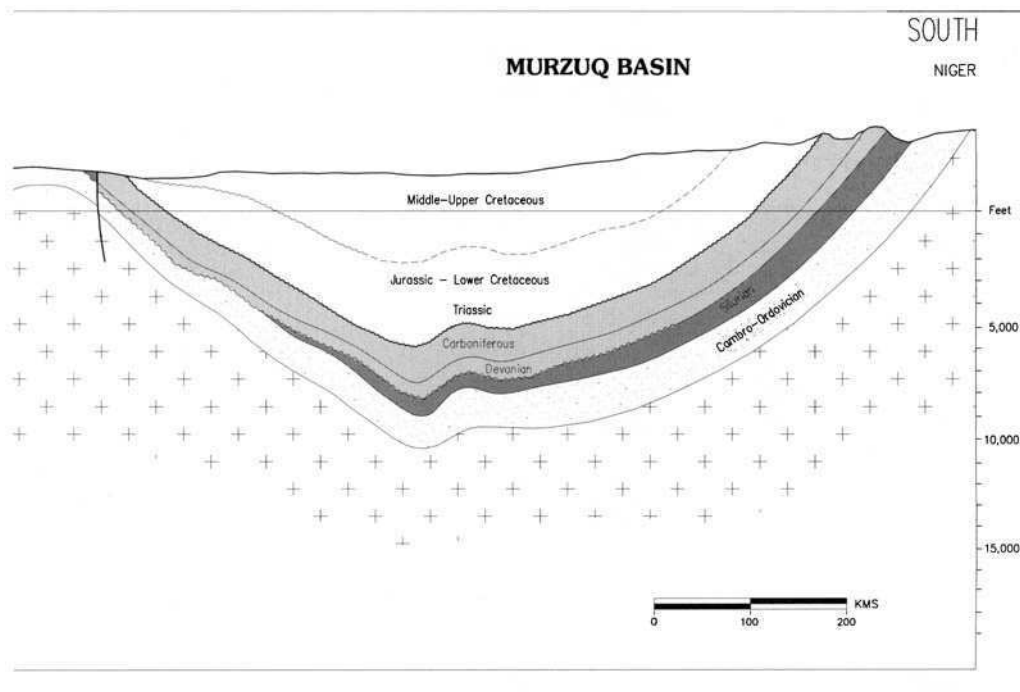 SOUTH
MURZUQ BASIN
NIGER
Middle-Upper Cretaceous
Feet
Jurassic - Lower Cretaceous
Triassic
Silurian
Cambro-Ordovician
5,000
Carboniferous
Devonian
10,000
15,000
KMS
0 100 200